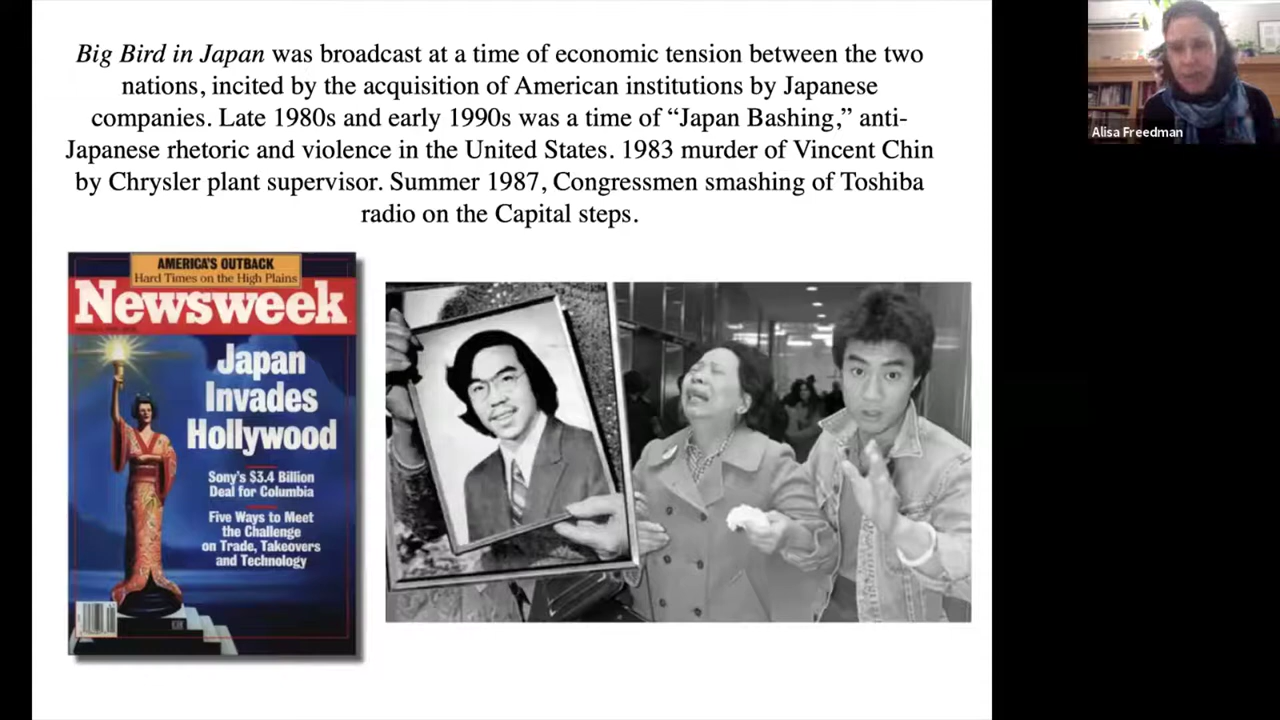 Big Bird in Japan was broadcast at a time of economic tension between the two
nations, incited by the acquisition of American institutions by Japanese
companies. Late 1980s and early 1990s was a time of “Japan Bashing,” anti-
Japanese rhetoric and violence in the United States. 1983 murder of Vincent Chin
by Chrysler plant supervisor. Summer 1987, Congressmen smashing of Toshiba
radio on the Capital steps.
AMERICA'S OUTBACK
Hard Times on the High Plains
Newsweek
Japan
Invades
Hollywood
Sony's $3.4 Billion
Deal for Columbia
Five Ways to Meet
the Challenge
on Trade, Takeovers
and Technology
Alisa Freedman